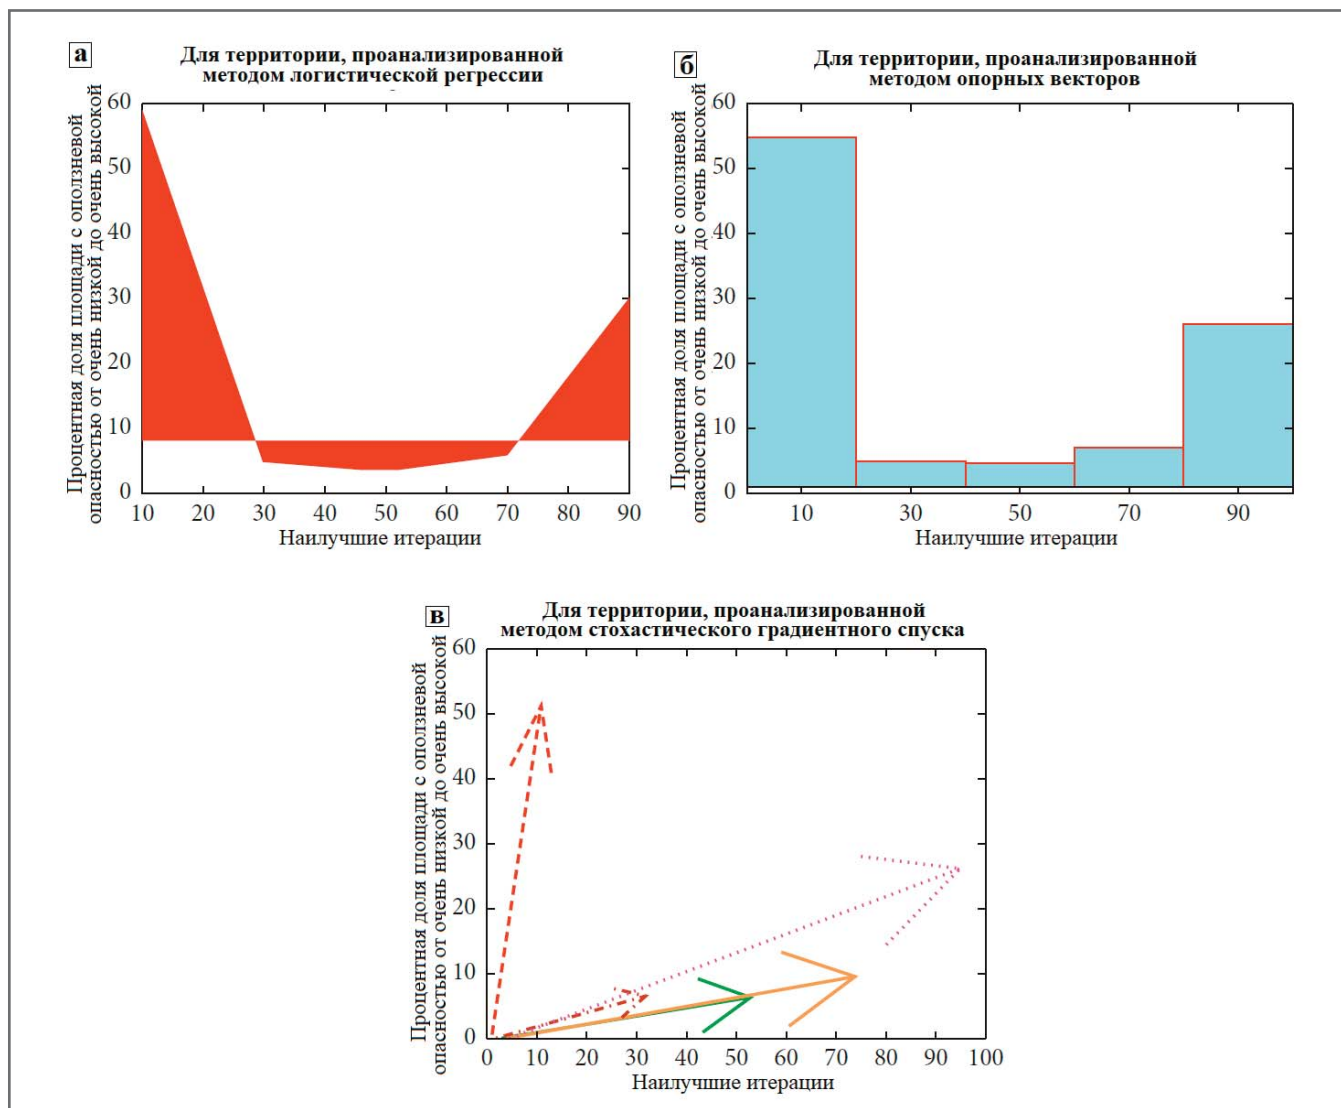 а
Для территории, проанализированной
методом логистической регрессии
Процентная доля площади с оползневой
опасностью от очень низкой до очень высокой
60
50
40
30
20
10
0
10 20 30 40 50 60 70 80 90
Наилучшие итерации
б
Для территории, проанализированной
методом опорных векторов
Процентная доля площади с оползневой
опасностью от очень низкой до очень высокой
60
50
40
30
20
10
0
10 30 50 70 90
Наилучшие итерации
в
Для территории, проанализированной
методом стохастического градиентного спуска
Процентная доля площади с оползневой
опасностью от очень низкой до очень высокой
60
50
40
30
20
10
0
0 10 20 30 40 50 60 70 80 90 100
Наилучшие итерации